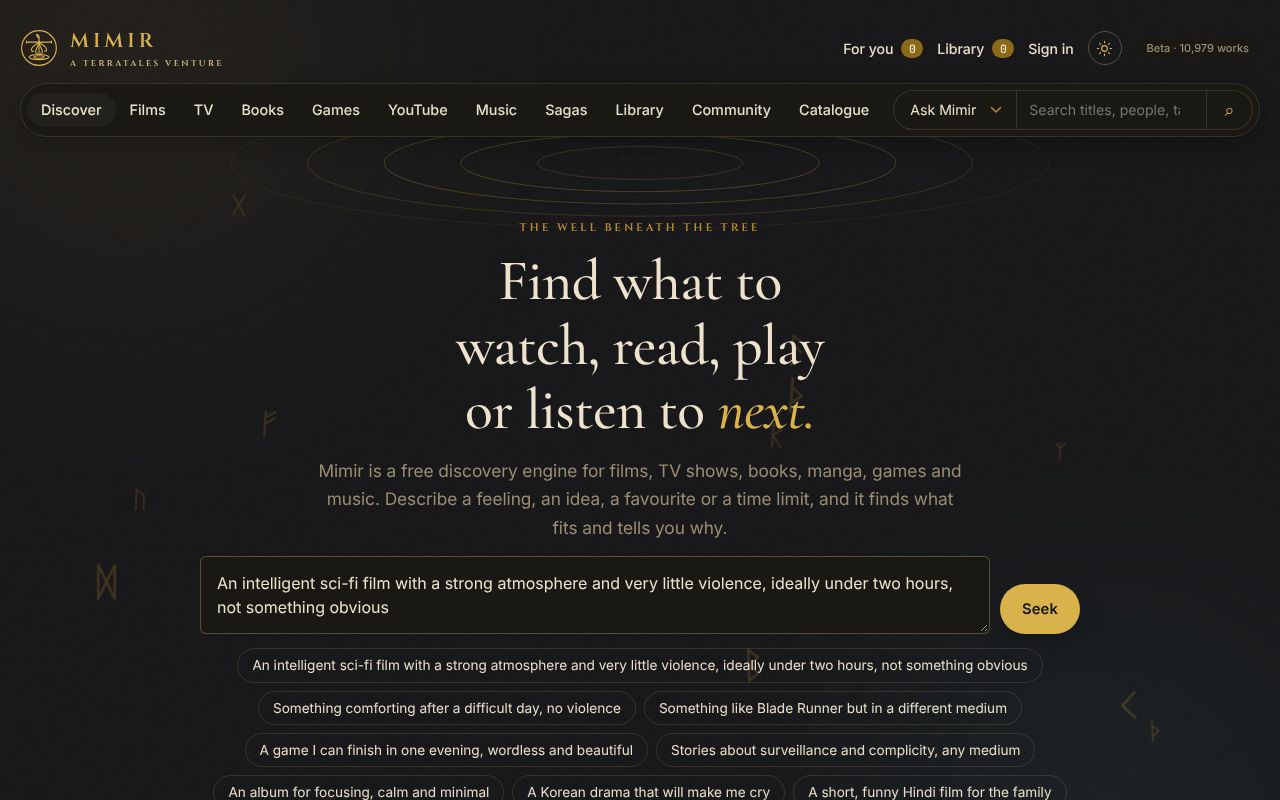 MIMIR
A TERRATALES VENTURE
For you 0 Library 0 Sign in Beta · 10,979 works
Discover Films TV Books Games YouTube Music Sagas Library Community Catalogue Ask Mimir Search titles, people, ta
THE WELL BENEATH THE TREE
Find what to
watch, read, play
or listen to next.
Mimir is a free discovery engine for films, TV shows, books, manga, games and
music. Describe a feeling, an idea, a favourite or a time limit, and it finds what
fits and tells you why.
An intelligent sci-fi film with a strong atmosphere and very little violence, ideally under two hours,
not something obvious
Seek
An intelligent sci-fi film with a strong atmosphere and very little violence, ideally under two hours, not something obvious
Something comforting after a difficult day, no violence Something like Blade Runner but in a different medium
A game I can finish in one evening, wordless and beautiful Stories about surveillance and complicity, any medium
An album for focusing, calm and minimal A Korean drama that will make me cry A short, funny Hindi film for the family